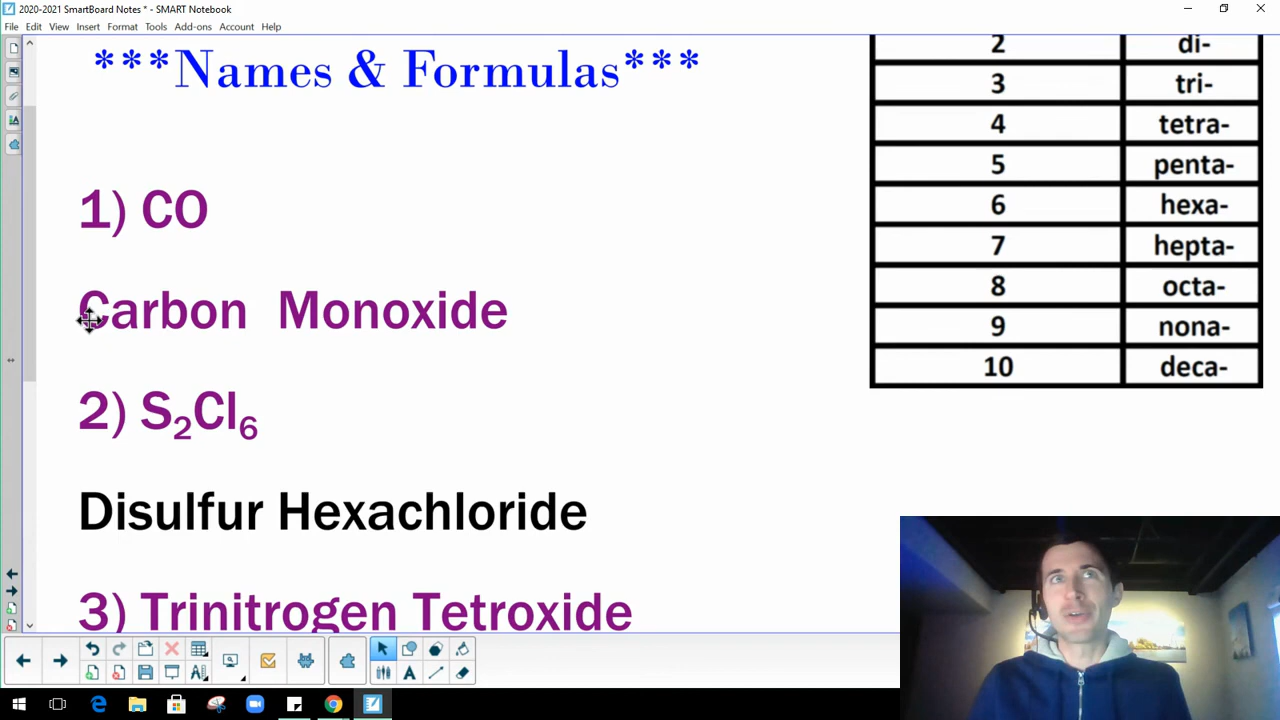 2020-2021 SmartBoard Notes * - SMART Notebook
File Edit View Insert Format Tools Add-ons Account Help
***Names & Formulas***
2 di-
3 tri-
4 tetra-
5 penta-
6 hexa-
7 hepta-
8 octa-
9 nona-
10 deca-
1) CO
Carbon Monoxide
2) S₂Cl₆
Disulfur Hexachloride
3) Trinitrogen Tetroxide